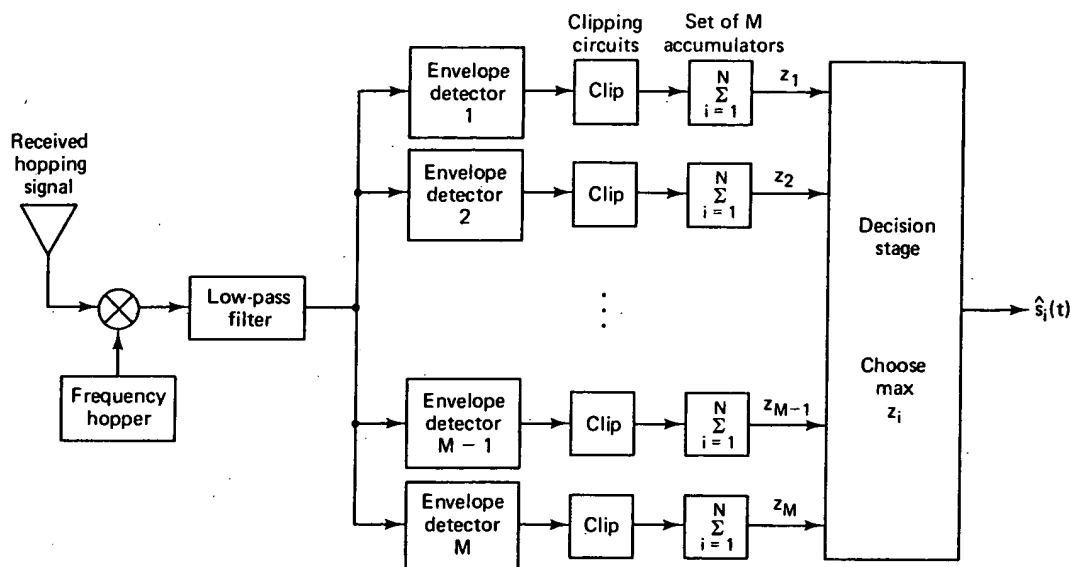 Clipping
circuits
Set of M
accumulators
Envelope
detector
1
Clip
N
Σ
i = 1
z1
Received
hopping
signal
Envelope
detector
2
Clip
N
Σ
i = 1
z2
Decision
stage
Low-pass
filter
ŝi(t)
Frequency
hopper
Choose
max
zi
Envelope
detector
M − 1
Clip
N
Σ
i = 1
zM−1
Envelope
detector
M
Clip
N
Σ
i = 1
zM